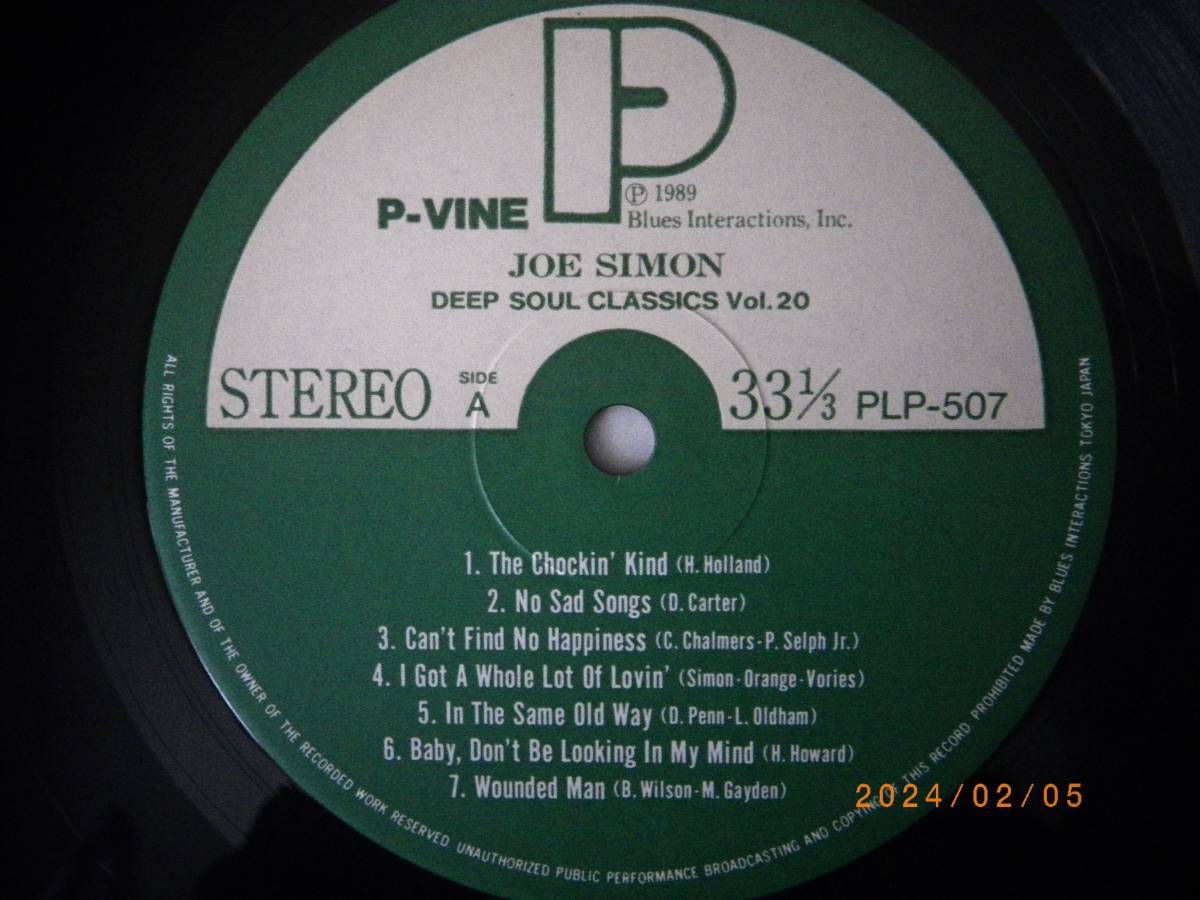 P
P-VINE
Ⓟ 1989
Blues Interactions, Inc.
JOE SIMON
DEEP SOUL CLASSICS Vol.20
STEREO
SIDE
A
33⅓ PLP-507
1. The Chockin' Kind (H. Holland)
2. No Sad Songs (D. Carter)
3. Can't Find No Happiness (C. Chalmers-P. Selph Jr.)
4. I Got A Whole Lot Of Lovin' (Simon-Orange-Vories)
5. In The Same Old Way (D. Penn-L. Oldham)
6. Baby, Don't Be Looking In My Mind (H. Howard)
7. Wounded Man (B. Wilson-M. Gayden)
ALL RIGHTS OF THE MANUFACTURER AND OF THE OWNER OF THE RECORDED WORK RESERVED UNAUTHORIZED PUBLIC PERFORMANCE BROADCASTING AND COPYING OF THIS RECORD PROHIBITED MADE BY BLUES INTERACTIONS TOKYO JAPAN
2024/02/05